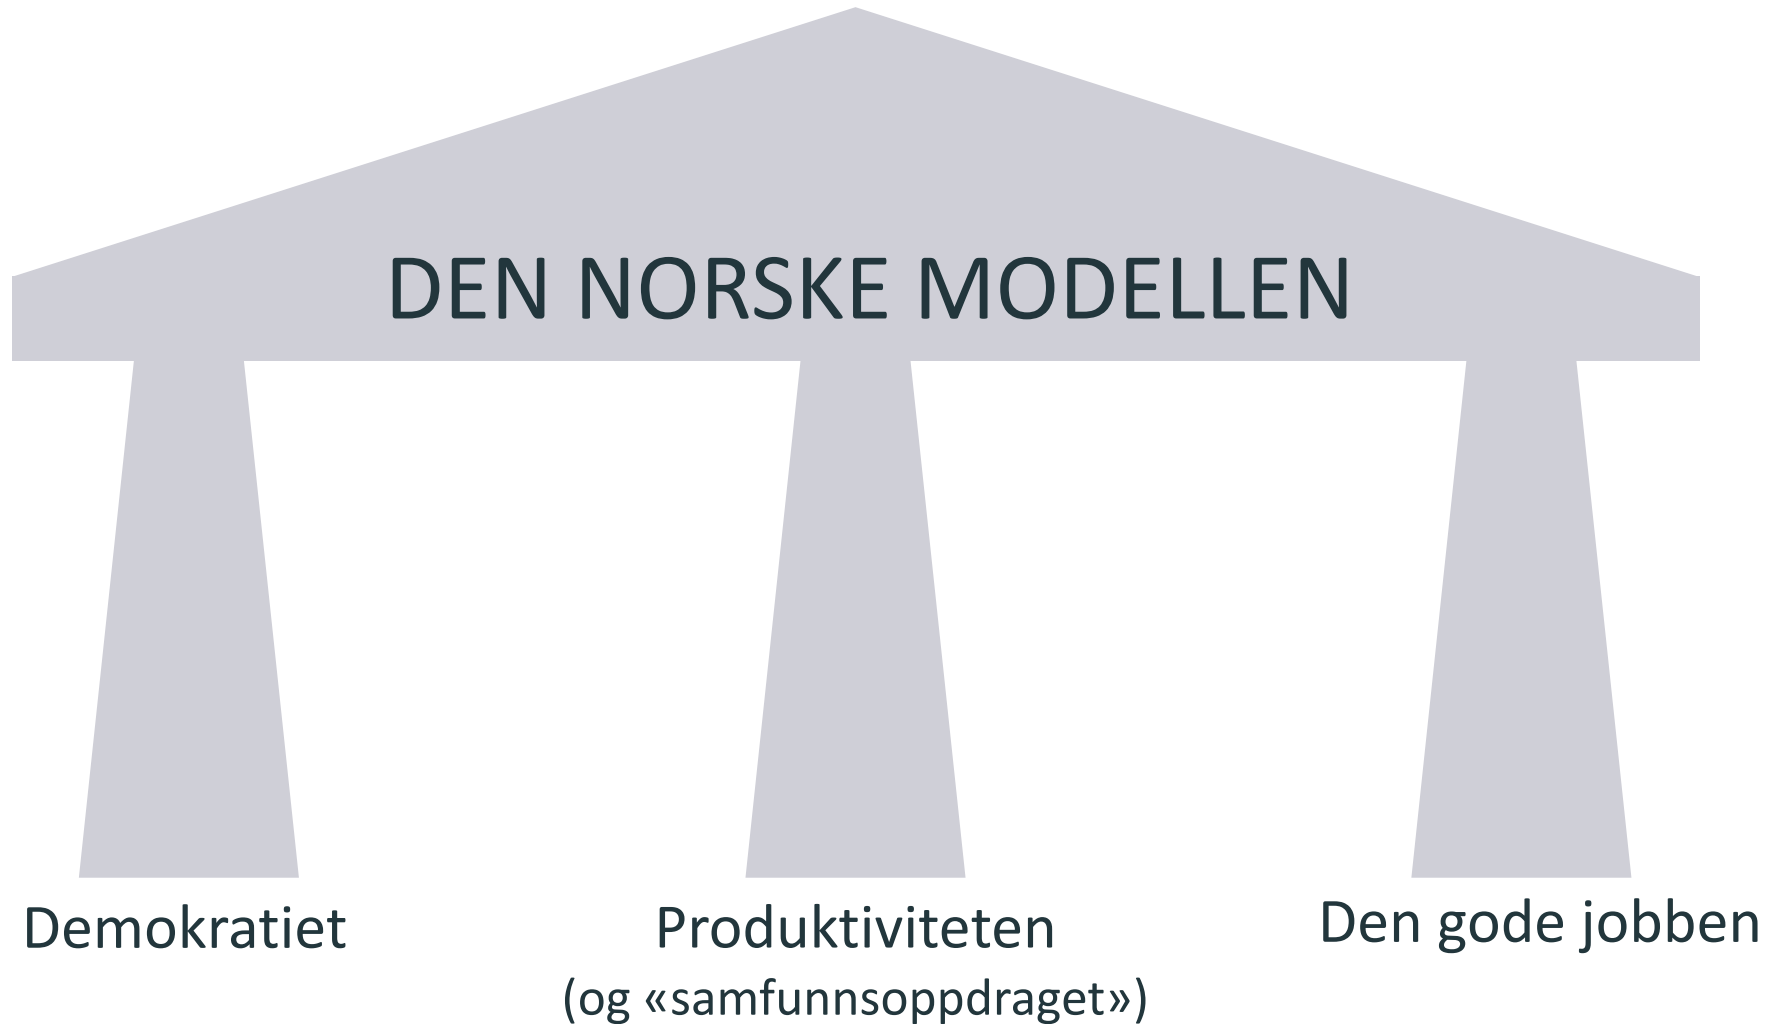 DEN NORSKE MODELLEN
Demokratiet
Produktiviteten
(og «samfunnsoppdraget»)
Den gode jobben